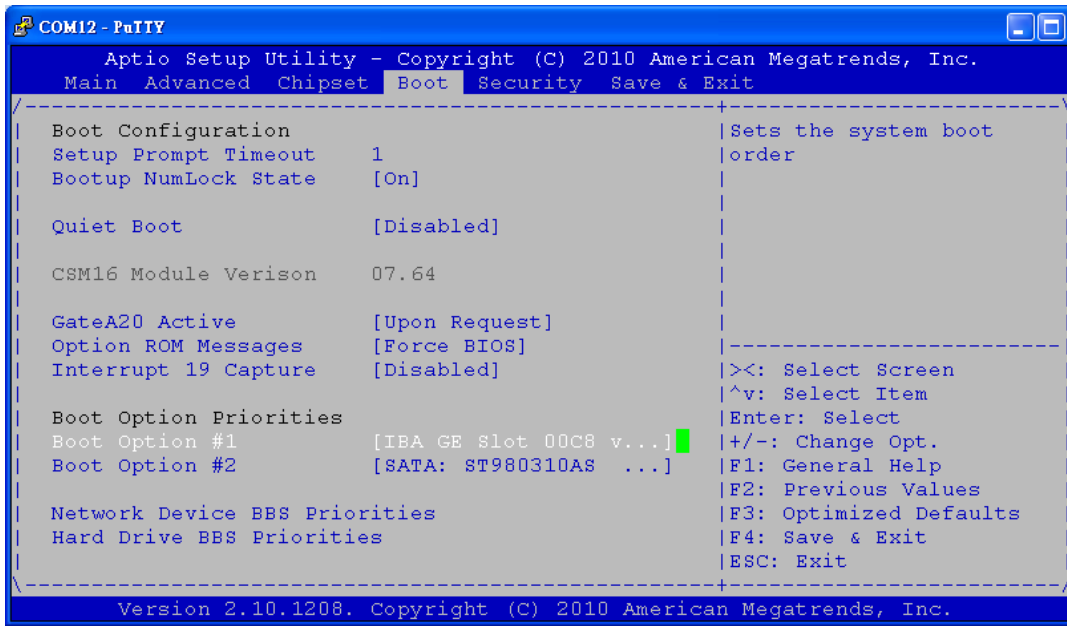 COM12 - PuTTY
Aptio Setup Utility - Copyright (C) 2010 American Megatrends, Inc.
Main Advanced Chipset Boot Security Save & Exit
Boot Configuration
Setup Prompt Timeout 1
Bootup NumLock State [On]
Quiet Boot [Disabled]
CSM16 Module Verison 07.64
GateA20 Active [Upon Request]
Option ROM Messages [Force BIOS]
Interrupt 19 Capture [Disabled]
Boot Option Priorities
Boot Option #1 [IBA GE Slot 00C8 v...]
Boot Option #2 [SATA: ST980310AS ...]
Network Device BBS Priorities
Hard Drive BBS Priorities
Sets the system boot
order
><: Select Screen
^v: Select Item
Enter: Select
+/-: Change Opt.
F1: General Help
F2: Previous Values
F3: Optimized Defaults
F4: Save & Exit
ESC: Exit
Version 2.10.1208. Copyright (C) 2010 American Megatrends, Inc.